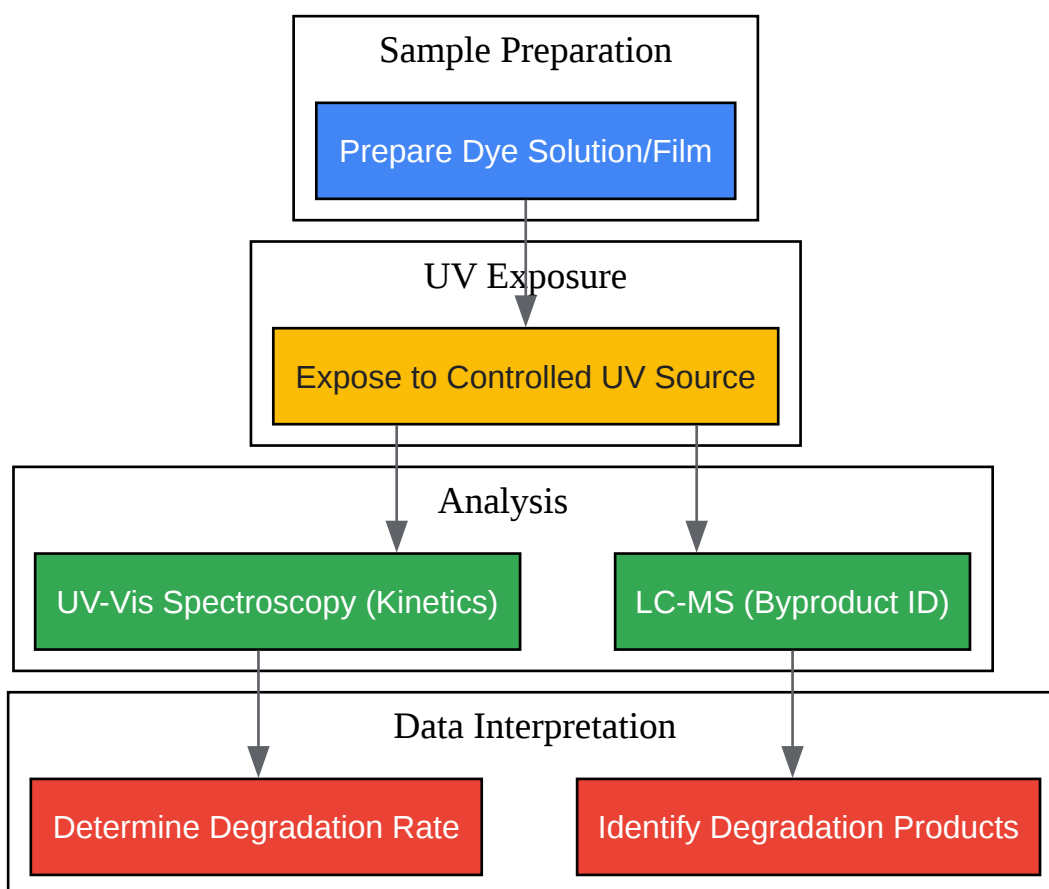 Sample Preparation
Prepare Dye Solution/Film
UV Exposure
Expose to Controlled UV Source
Analysis
UV-Vis Spectroscopy (Kinetics)
LC-MS (Byproduct ID)
Data Interpretation
Determine Degradation Rate
Identify Degradation Products